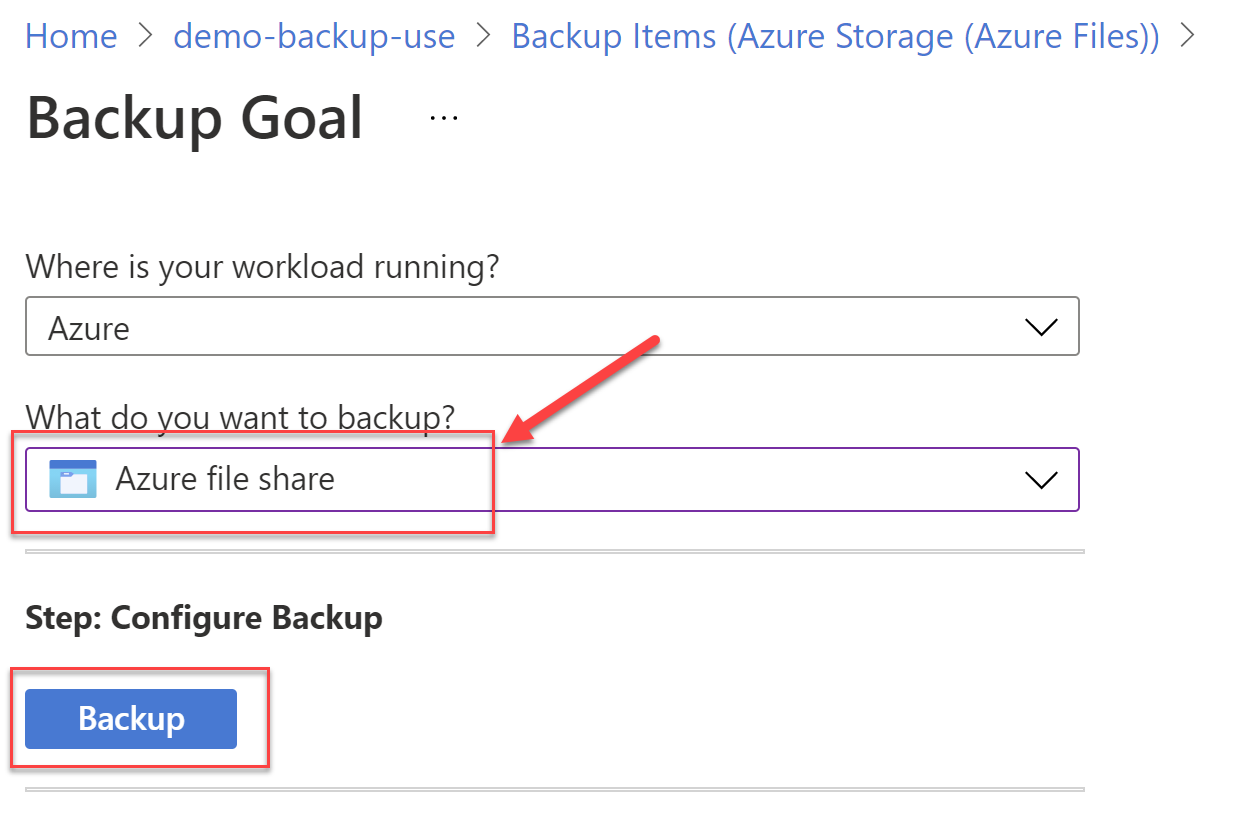 Home > demo-backup-use > Backup Items (Azure Storage (Azure Files)) >
Backup Goal ...
Where is your workload running?
Azure
What do you want to backup?
Azure file share
Step: Configure Backup
Backup